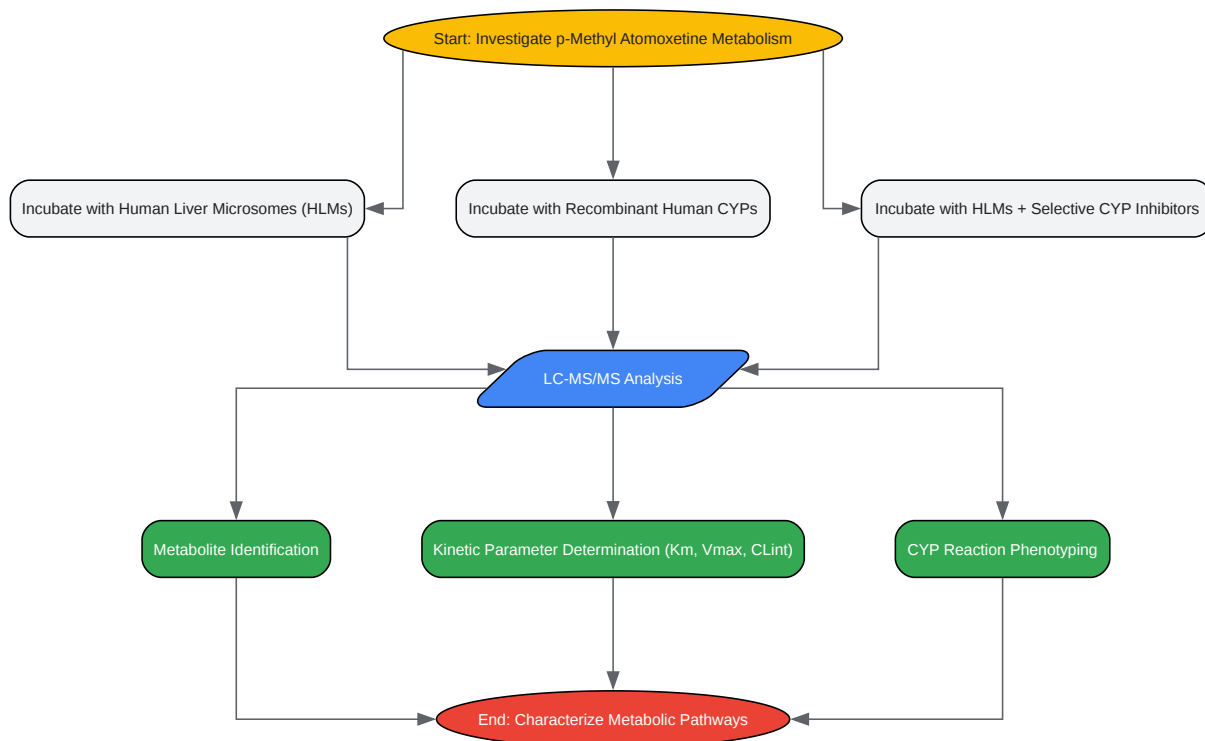 Start: Investigate p-Methyl Atomoxetine Metabolism
Incubate with Human Liver Microsomes (HLMs)
Incubate with Recombinant Human CYPs
Incubate with HLMs + Selective CYP Inhibitors
LC-MS/MS Analysis
Metabolite Identification
Kinetic Parameter Determination (Km, Vmax, CLint)
CYP Reaction Phenotyping
End: Characterize Metabolic Pathways